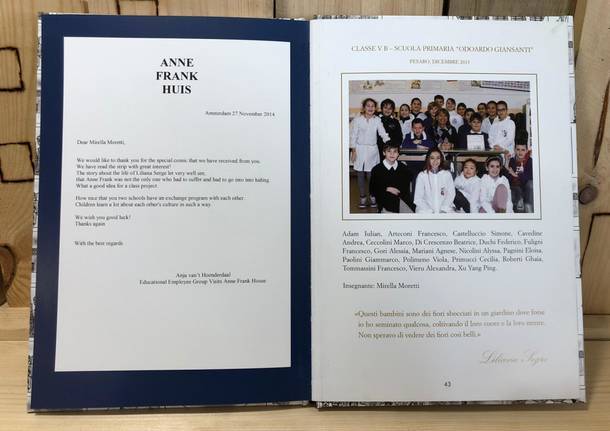 ANNE
FRANK
HUIS
Amsterdam 27 November 2014
Dear Mirella Moretti,
We would like to thank you for the special comic that we have received from you.
We have read the strip with great interest!
The story about the life of Liliana Serge let very well see,
that Anne Frank was not the only one who had to suffer and had to go into into hiding.
What a good idea for a class project.
How nice that you two schools have an exchange program with each other.
Children learn a lot about each other's culture in such a way.
We wish you good luck!
Thanks again
With the best regards
Anja van't Hoenderdaal
Educational Employee Group Visits Anne Frank House
CLASSE V B – SCUOLA PRIMARIA "ODOARDO GIANSANTI"
PESARO, DICEMBRE 2013
Adam Iulian, Arteconi Francesco, Castelluccio Simone, Cavedine
Andrea, Ceccolini Marco, Di Crescenzo Beatrice, Duchi Federico, Fuligni
Francesco, Gori Alessia, Mariani Agnese, Nicolini Alyssa, Pagnini Eloisa,
Paolini Giammarco, Polimeno Viola, Primucci Cecilia, Roberti Ghaia,
Tommassini Francesco, Vieru Alexandra, Xu Yang Ping.
Insegnante: Mirella Moretti
«Questi bambini sono dei fiori sbocciati in un giardino dove forse
io ho seminato qualcosa, coltivando il loro cuore e la loro mente.
Non speravo di vedere dei fiori così belli.»
Liliana Segre
43